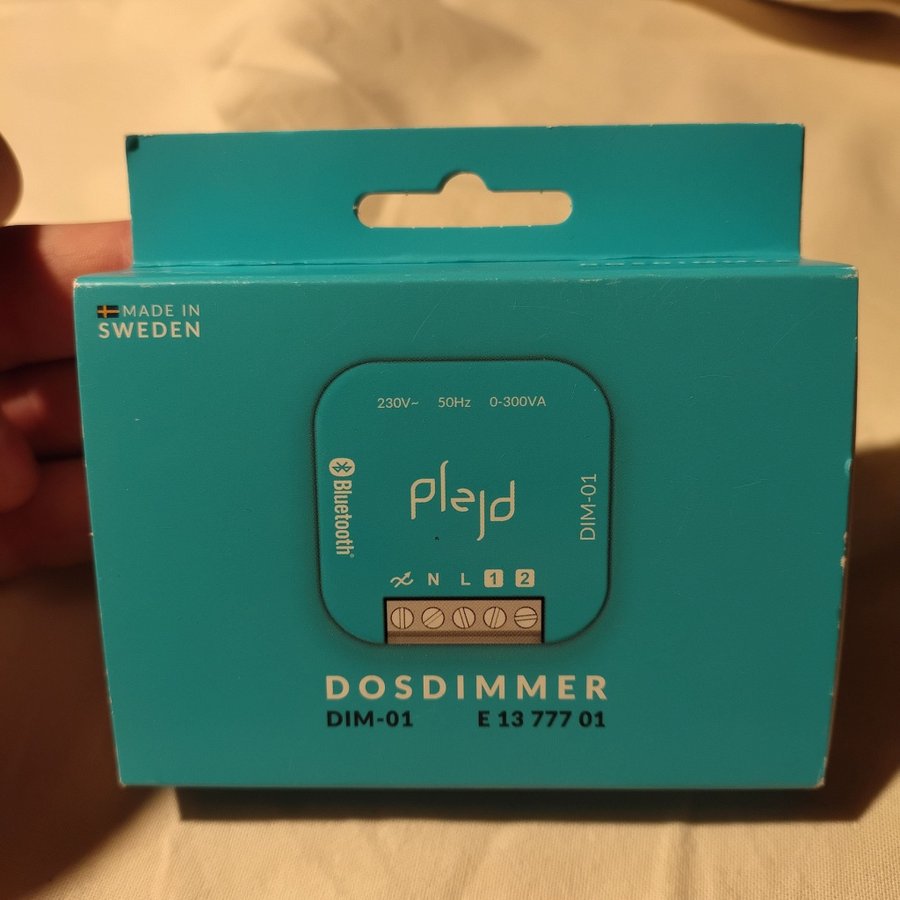 MADE IN
SWEDEN
230V~ 50Hz 0-300VA
Bluetooth®
plejd
DIM-01
N L 1 2
DOSDIMMER
DIM-01 E 13 777 01